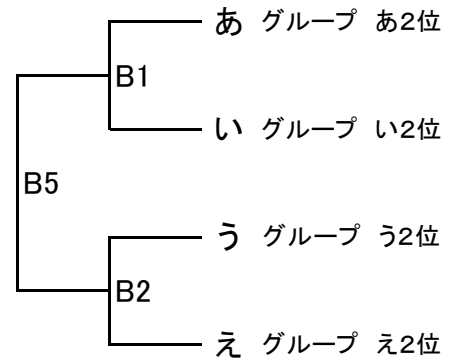 あ グループ あ2位
B1
い グループ い2位
B5
う グループ う2位
B2
え グループ え2位